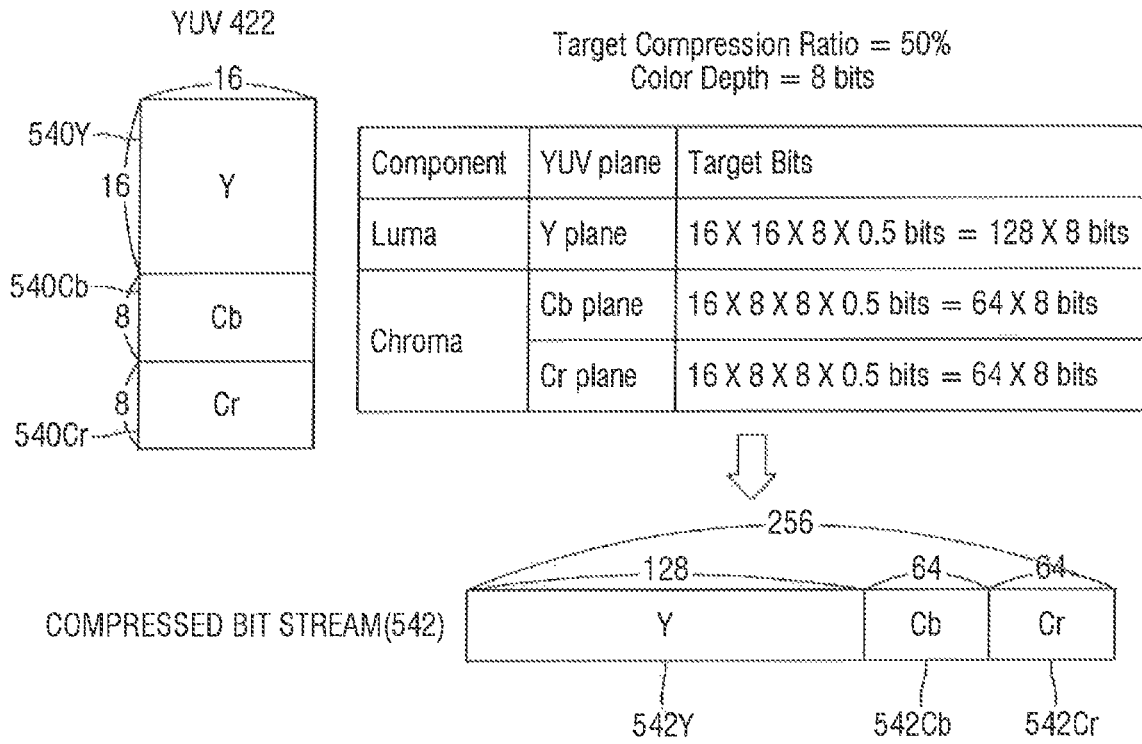 YUV 422
Target Compression Ratio = 50%
Color Depth = 8 bits
16
540Y
16
Y
540Cb
8
Cb
8
Cr
540Cr
Component YUV plane Target Bits
Luma Y plane 16 X 16 X 8 X 0.5 bits = 128 X 8 bits
Chroma
Cb plane 16 X 8 X 8 X 0.5 bits = 64 X 8 bits
Cr plane 16 X 8 X 8 X 0.5 bits = 64 X 8 bits
256
128 64 64
COMPRESSED BIT STREAM(542)
Y Cb Cr
542Y 542Cb 542Cr